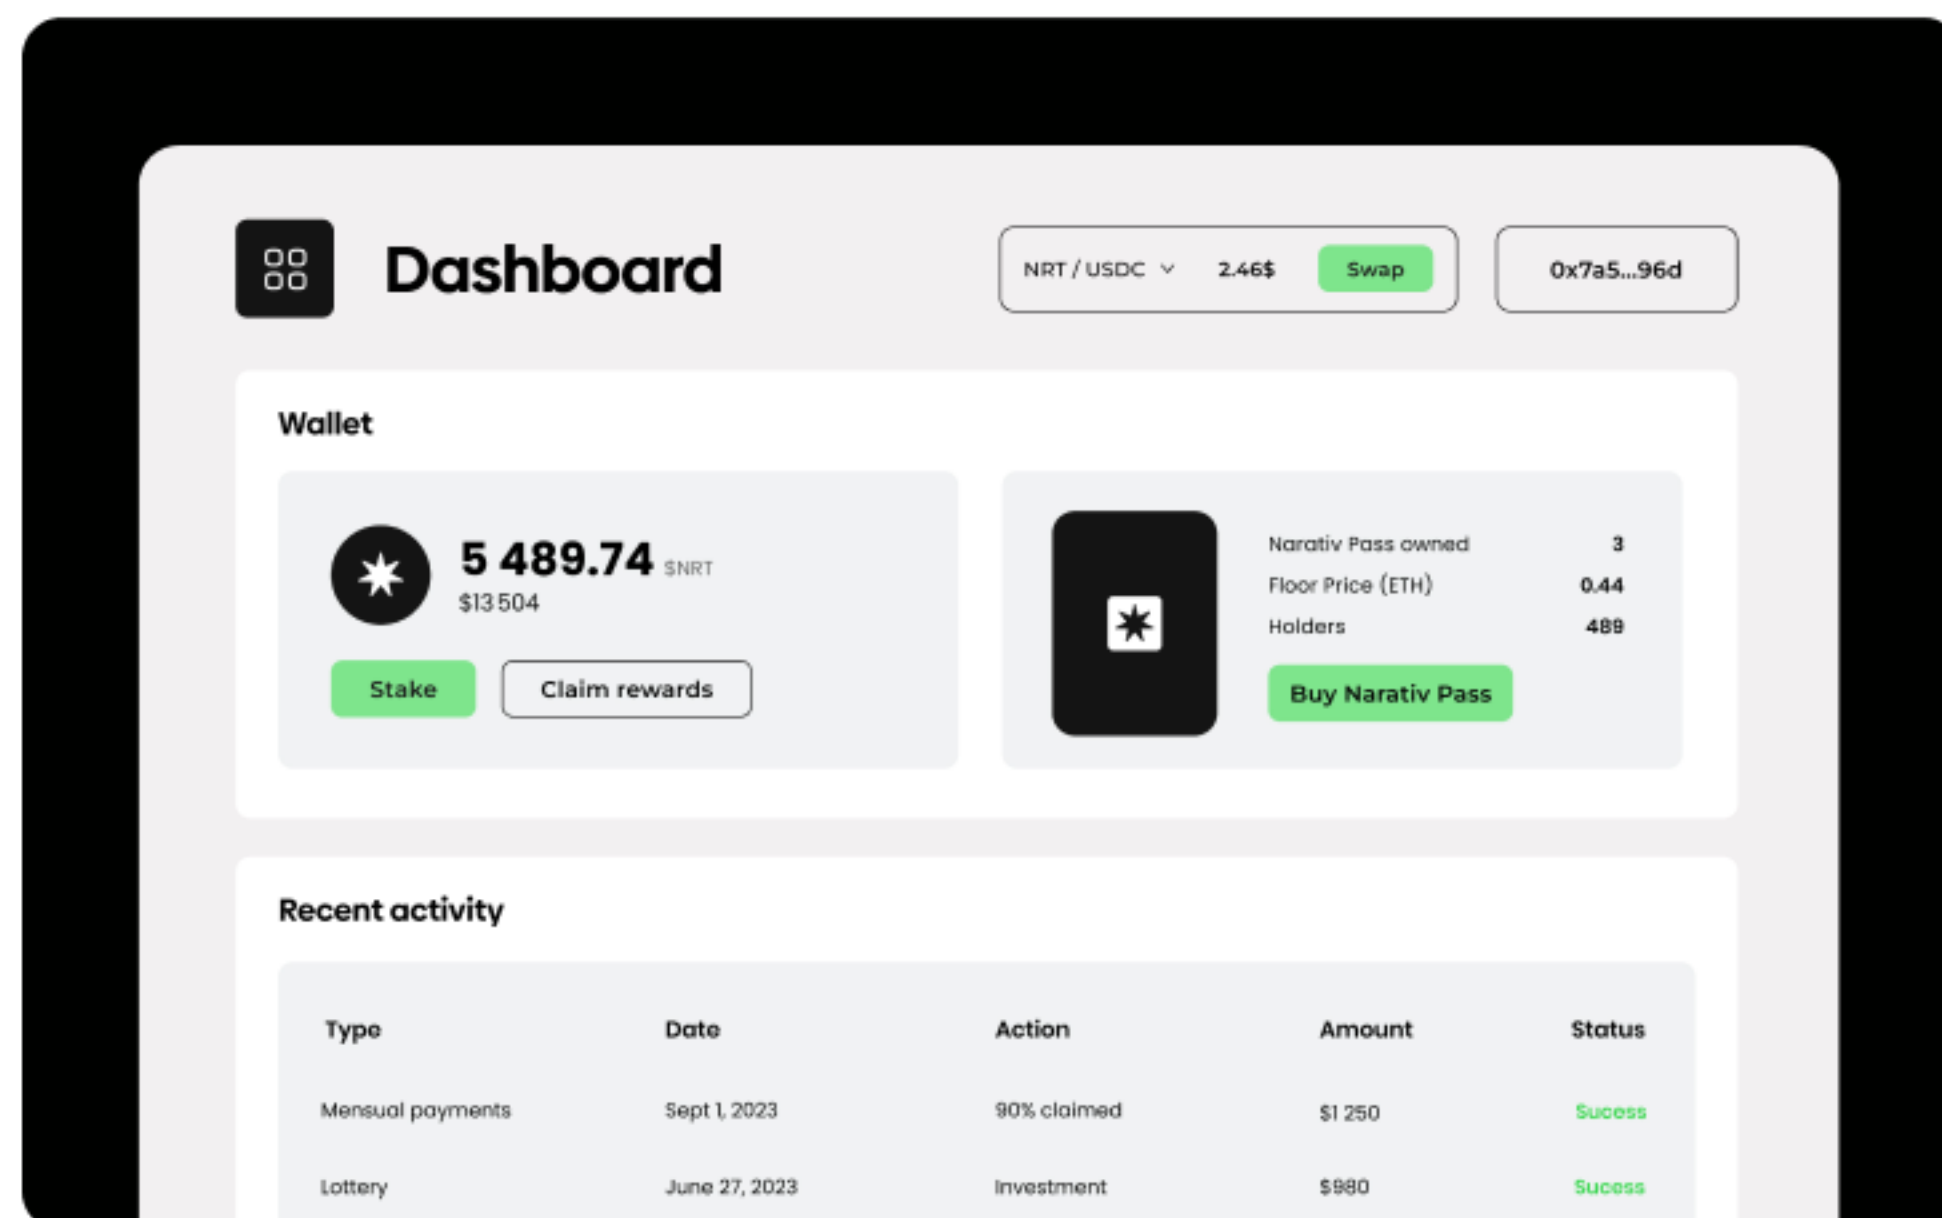 Dashboard
NRT / USDC 2.46$ Swap
0x7a5...96d
Wallet
5 489.74 $NRT
$13 504
Stake
Claim rewards
Narativ Pass owned 3
Floor Price (ETH) 0.44
Holders 489
Buy Narativ Pass
Recent activity
Type Date Action Amount Status
Mensual payments Sept 1, 2023 90% claimed $1 250 Sucess
Lottery June 27, 2023 Investment $980 Sucess